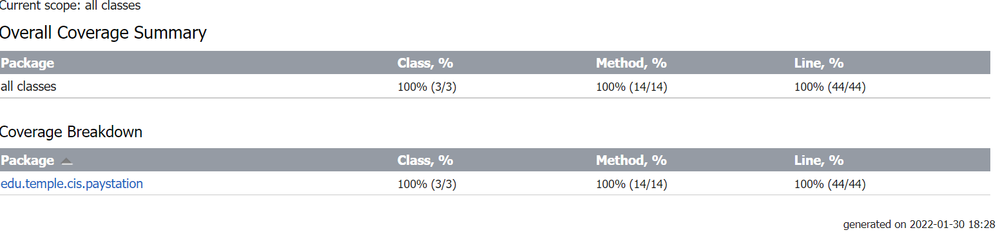 Current scope: all classes
Overall Coverage Summary
Package Class, % Method, % Line, %
all classes 100% (3/3) 100% (14/14) 100% (44/44)
Coverage Breakdown
Package Class, % Method, % Line, %
edu.temple.cis.paystation 100% (3/3) 100% (14/14) 100% (44/44)
generated on 2022-01-30 18:28